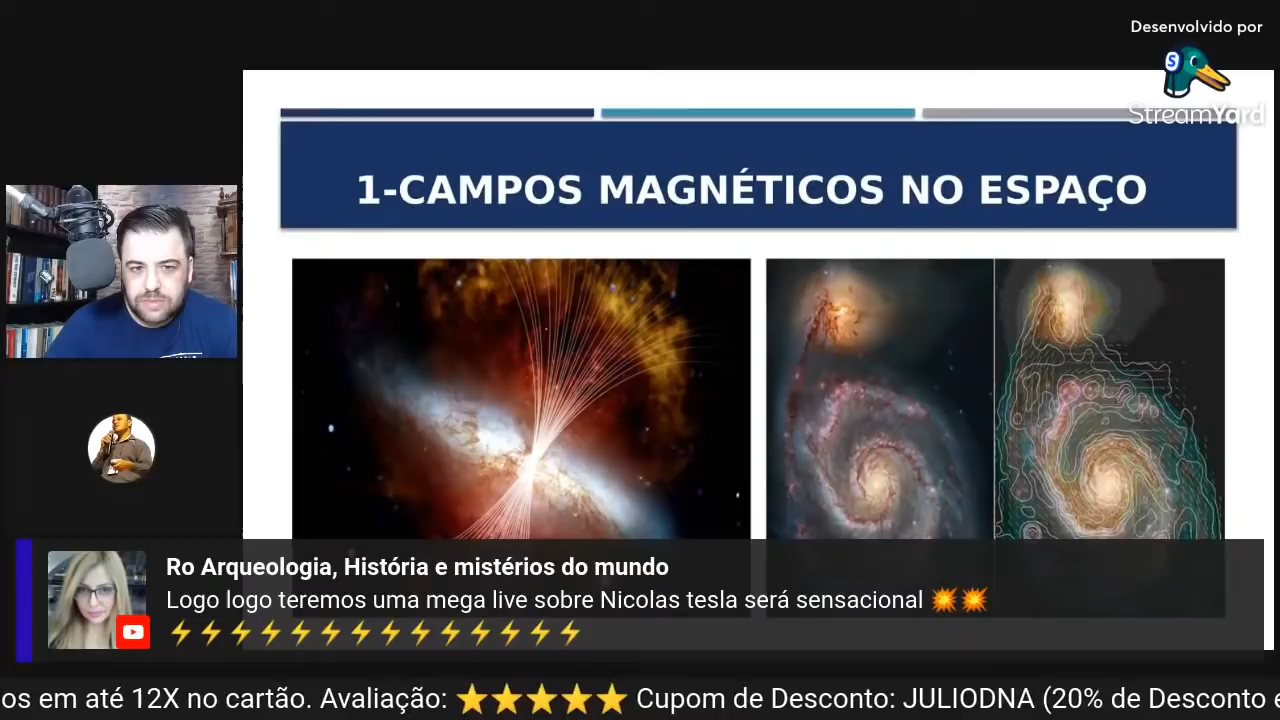 Desenvolvido por
StreamYard
1-CAMPOS MAGNÉTICOS NO ESPAÇO
Ro Arqueologia, História e mistérios do mundo
Logo logo teremos uma mega live sobre Nicolas tesla será sensacional 💥💥
⚡⚡⚡⚡⚡⚡⚡⚡⚡⚡⚡⚡⚡⚡
os em até 12X no cartão. Avaliação: ⭐⭐⭐⭐⭐ Cupom de Desconto: JULIODNA (20% de Desconto